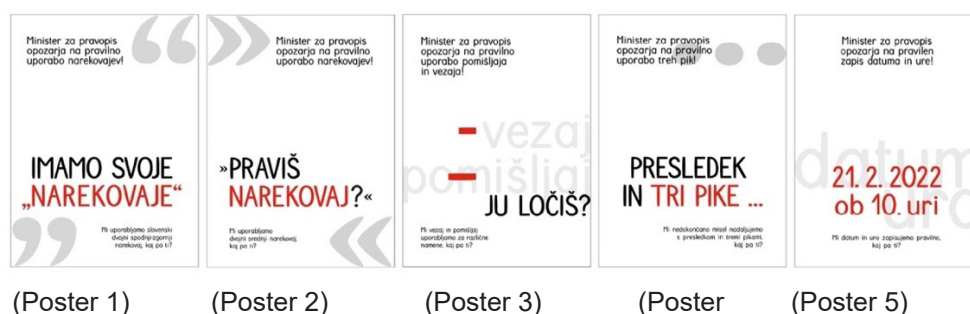 Minister za pravopis
opozarja na pravilno
uporabo narekovajev!
“
IMAMO SVOJE
„NAREKOVAJE“
”
Mi uporabljamo slovenski
dvojni spodnje-zgornji
narekovaj, kaj pa ti?
»
Minister za pravopis
opozarja na pravilno
uporabo narekovajev!
»PRAVIŠ
NAREKOVAJ?«
Mi uporabljamo
dvojni srednji narekovaj,
kaj pa ti?
«
Minister za pravopis
opozarja na pravilno
uporabo pomišljaja
in vezaja!
- vezaj
– pomišljaj
JU LOČIŠ?
Mi vezaj in pomišljaj
uporabljamo za različne
namene, kaj pa ti?
Minister za pravopis
opozarja na pravilno
uporabo treh pik!
PRESLEDEK
IN TRI PIKE ...
Mi nedokončano misel nadaljujemo
s presledkom in tremi pikami,
kaj pa ti?
Minister za pravopis
opozarja na pravilen
zapis datuma in ure!
datum
21. 2. 2022
ura
ob 10. uri
Mi datum in uro zapisujemo pravilno,
kaj pa ti?
(Poster 1) (Poster 2) (Poster 3) (Poster (Poster 5)